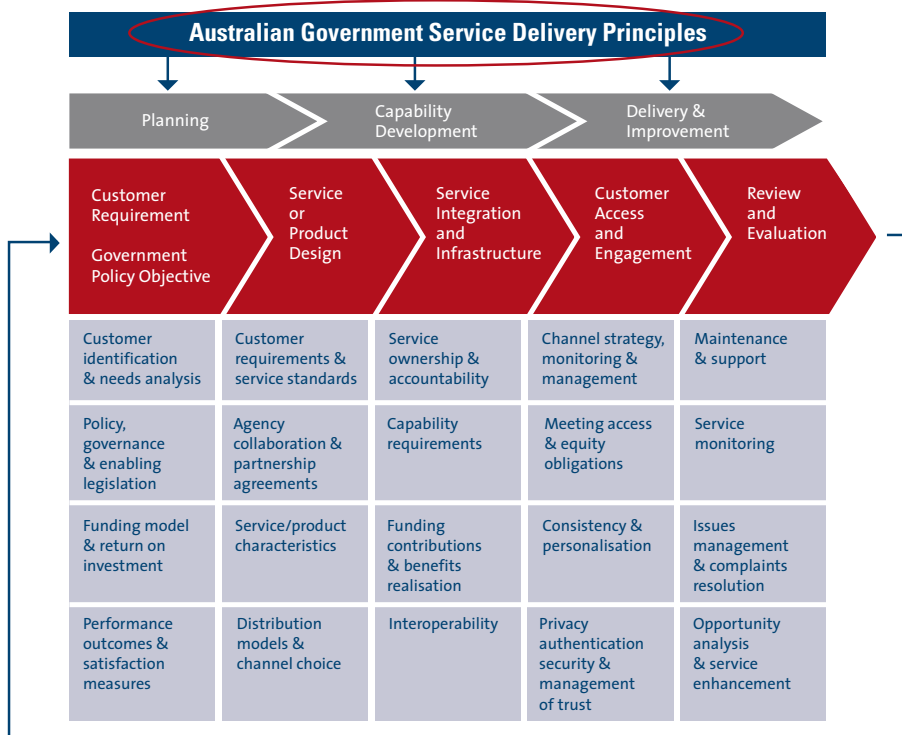 Australian Government Service Delivery Principles
Planning
Capability
Development
Delivery &
Improvement
Customer
Requirement
Government
Policy Objective
Service
or
Product
Design
Service
Integration
and
Infrastructure
Customer
Access
and
Engagement
Review
and
Evaluation
Customer
identification
& needs analysis
Customer
requirements &
service standards
Service
ownership &
accountability
Channel strategy,
monitoring &
management
Maintenance
& support
Policy,
governance
& enabling
legislation
Agency
collaboration &
partnership
agreements
Capability
requirements
Meeting access
& equity
obligations
Service
monitoring
Funding model
& return on
investment
Service/product
characteristics
Funding
contributions
& benefits
realisation
Consistency &
personalisation
Issues
management
& complaints
resolution
Performance
outcomes &
satisfaction
measures
Distribution
models &
channel choice
Interoperability
Privacy
authentication
security &
management
of trust
Opportunity
analysis
& service
enhancement